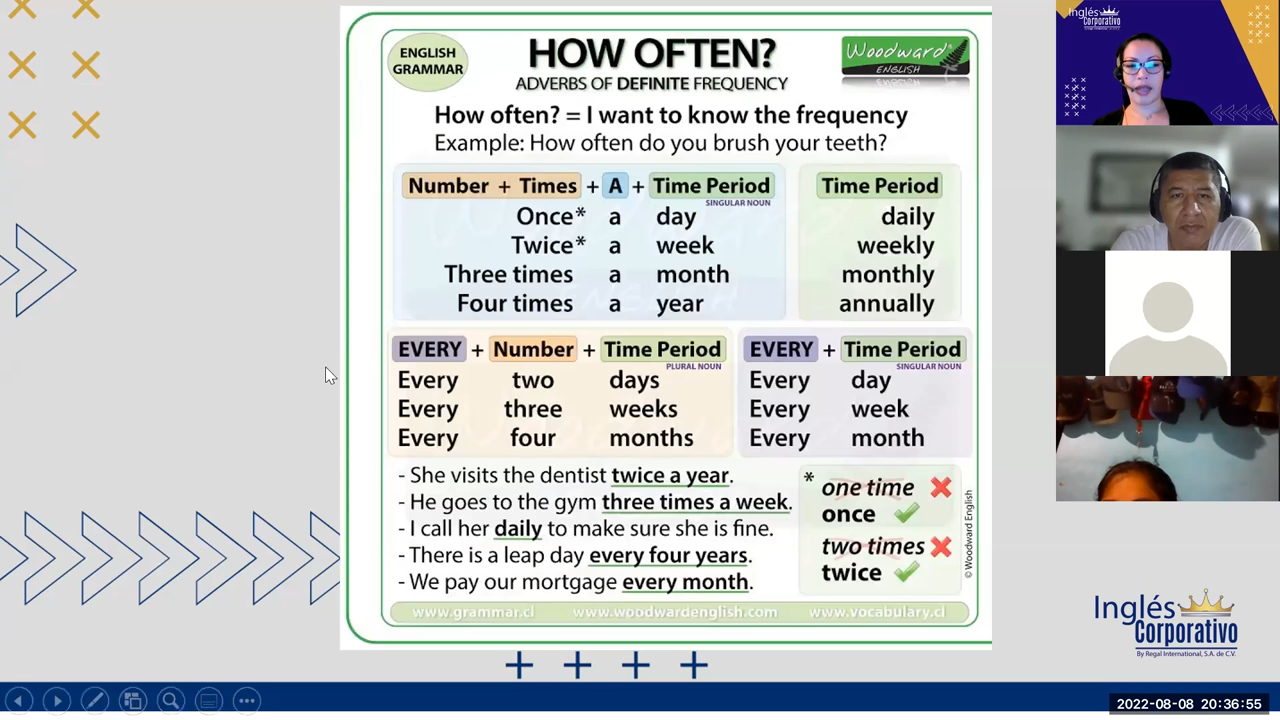 ENGLISH
GRAMMAR
HOW OFTEN?
ADVERBS OF DEFINITE FREQUENCY
Woodward®
ENGLISH
How often? = I want to know the frequency
Example: How often do you brush your teeth?
Number + Times + A + Time Period
SINGULAR NOUN
Once* a day
Twice* a week
Three times a month
Four times a year
Time Period
daily
weekly
monthly
annually
EVERY + Number + Time Period
PLURAL NOUN
Every two days
Every three weeks
Every four months
EVERY + Time Period
SINGULAR NOUN
Every day
Every week
Every month
- She visits the dentist twice a year.
- He goes to the gym three times a week.
- I call her daily to make sure she is fine.
- There is a leap day every four years.
- We pay our mortgage every month.
* one time
once
two times
twice
© Woodward English
www.grammar.cl www.woodwardenglish.com www.vocabulary.cl
Inglés
Corporativo
Inglés
Corporativo
By Regal International, S.A. de C.V.
2022-08-08 20:36:55